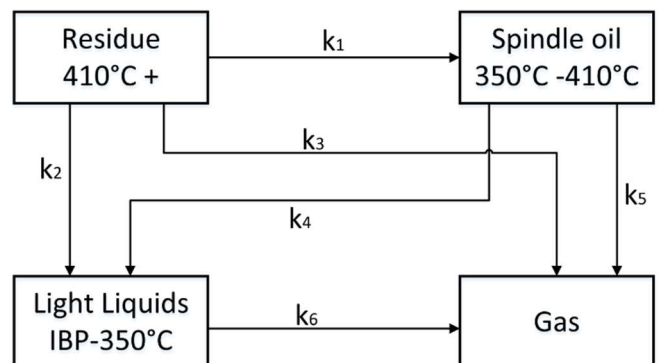 Residue
410°C +
k₁
Spindle oil
350°C -410°C
k₂
k₃
k₄
k₅
Light Liquids
IBP-350°C
k₆
Gas